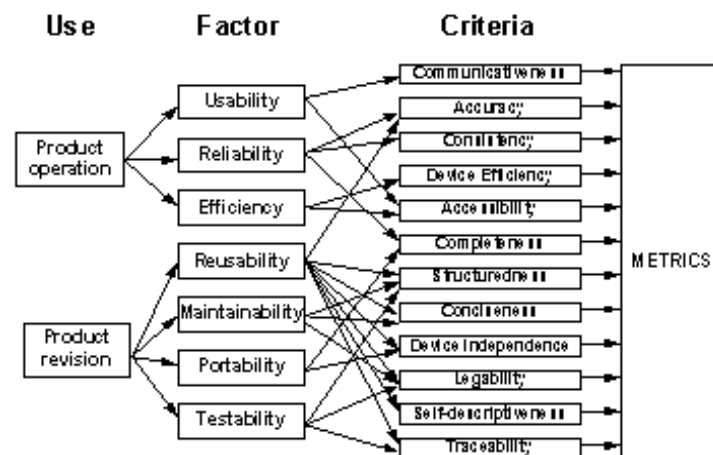 Use Factor Criteria
Communicativeness
Usability
Accuracy
Product
operation
Reliability
Consistency
Device Efficiency
Efficiency
Accessibility
Completeness
Reusability
METRICS
Structuredness
Maintainability
Conciseness
Product
revision
Device Independence
Portability
Legability
Testability
Self-descriptiveness
Traceability